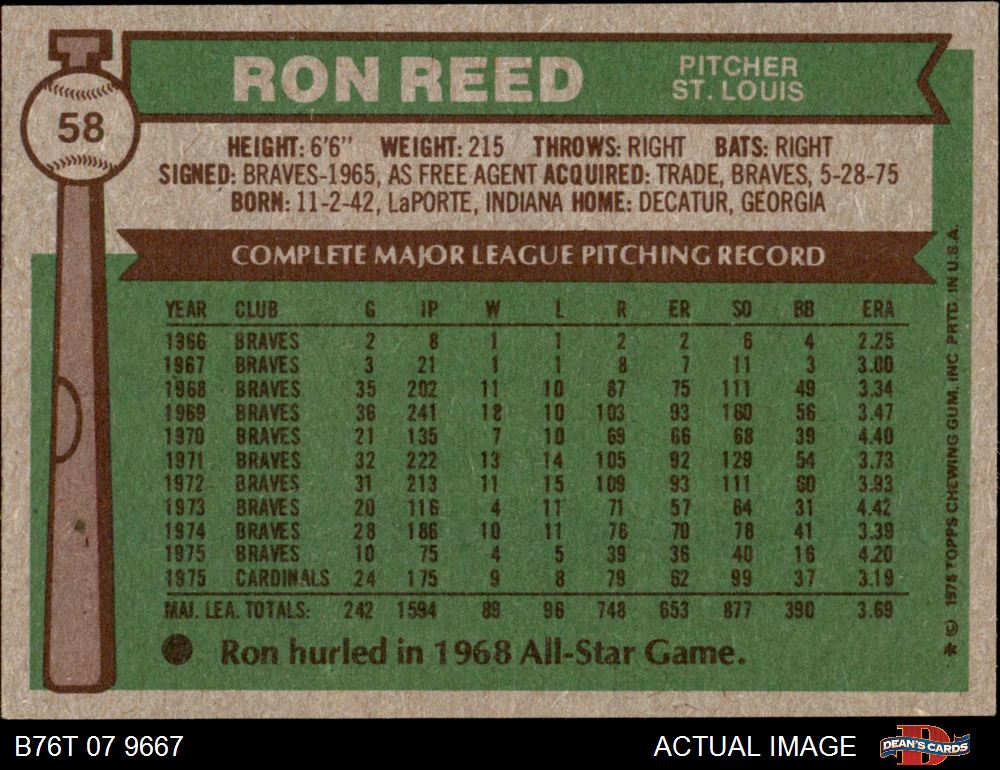 RON REED
PITCHER
ST. LOUIS
58
HEIGHT: 6'6" WEIGHT: 215 THROWS: RIGHT BATS: RIGHT
SIGNED: BRAVES-1965, AS FREE AGENT ACQUIRED: TRADE, BRAVES, 5-28-75
BORN: 11-2-42, LaPORTE, INDIANA HOME: DECATUR, GEORGIA
COMPLETE MAJOR LEAGUE PITCHING RECORD
YEAR CLUB G IP W L R ER SO BB ERA
1966 BRAVES 2 8 1 1 2 2 6 4 2.25
1967 BRAVES 3 21 1 1 8 7 11 3 3.00
1968 BRAVES 35 202 11 10 87 75 111 49 3.34
1969 BRAVES 36 241 18 10 103 93 160 56 3.47
1970 BRAVES 21 135 7 10 69 66 68 39 4.40
1971 BRAVES 32 222 13 14 105 92 129 54 3.73
1972 BRAVES 31 213 11 15 109 93 111 60 3.93
1973 BRAVES 20 116 4 11 71 57 64 31 4.42
1974 BRAVES 28 186 10 11 76 70 78 41 3.39
1975 BRAVES 10 75 4 5 39 36 40 16 4.20
1975 CARDINALS 24 175 9 8 79 62 99 37 3.19
MAJ. LEA. TOTALS: 242 1594 89 96 748 653 877 390 3.69
Ron hurled in 1968 All-Star Game.
* © 1975 TOPPS CHEWING GUM, INC PRTD. IN U.S.A.
B76T 07 9667
ACTUAL IMAGE
DEAN'S CARDS